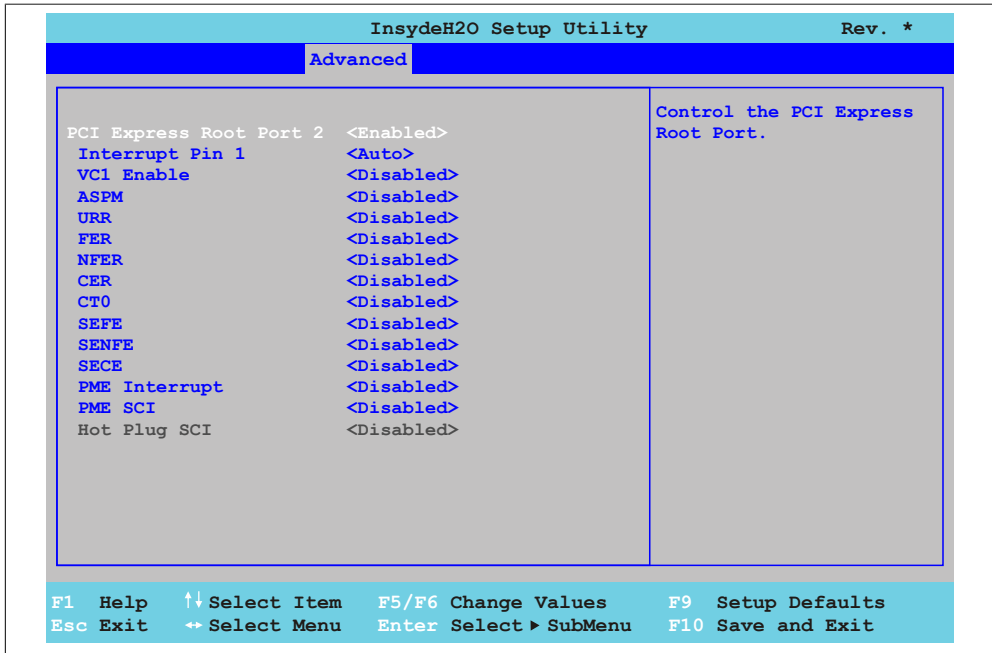 InsydeH2O Setup Utility Rev. *
Advanced
PCI Express Root Port 2 <Enabled>
Interrupt Pin 1 <Auto>
VC1 Enable <Disabled>
ASPM <Disabled>
URR <Disabled>
FER <Disabled>
NFER <Disabled>
CER <Disabled>
CT0 <Disabled>
SEFE <Disabled>
SENFE <Disabled>
SECE <Disabled>
PME Interrupt <Disabled>
PME SCI <Disabled>
Hot Plug SCI <Disabled>
Control the PCI Express
Root Port.
F1 Help ↑↓ Select Item F5/F6 Change Values F9 Setup Defaults
Esc Exit ↔ Select Menu Enter Select ▶ SubMenu F10 Save and Exit